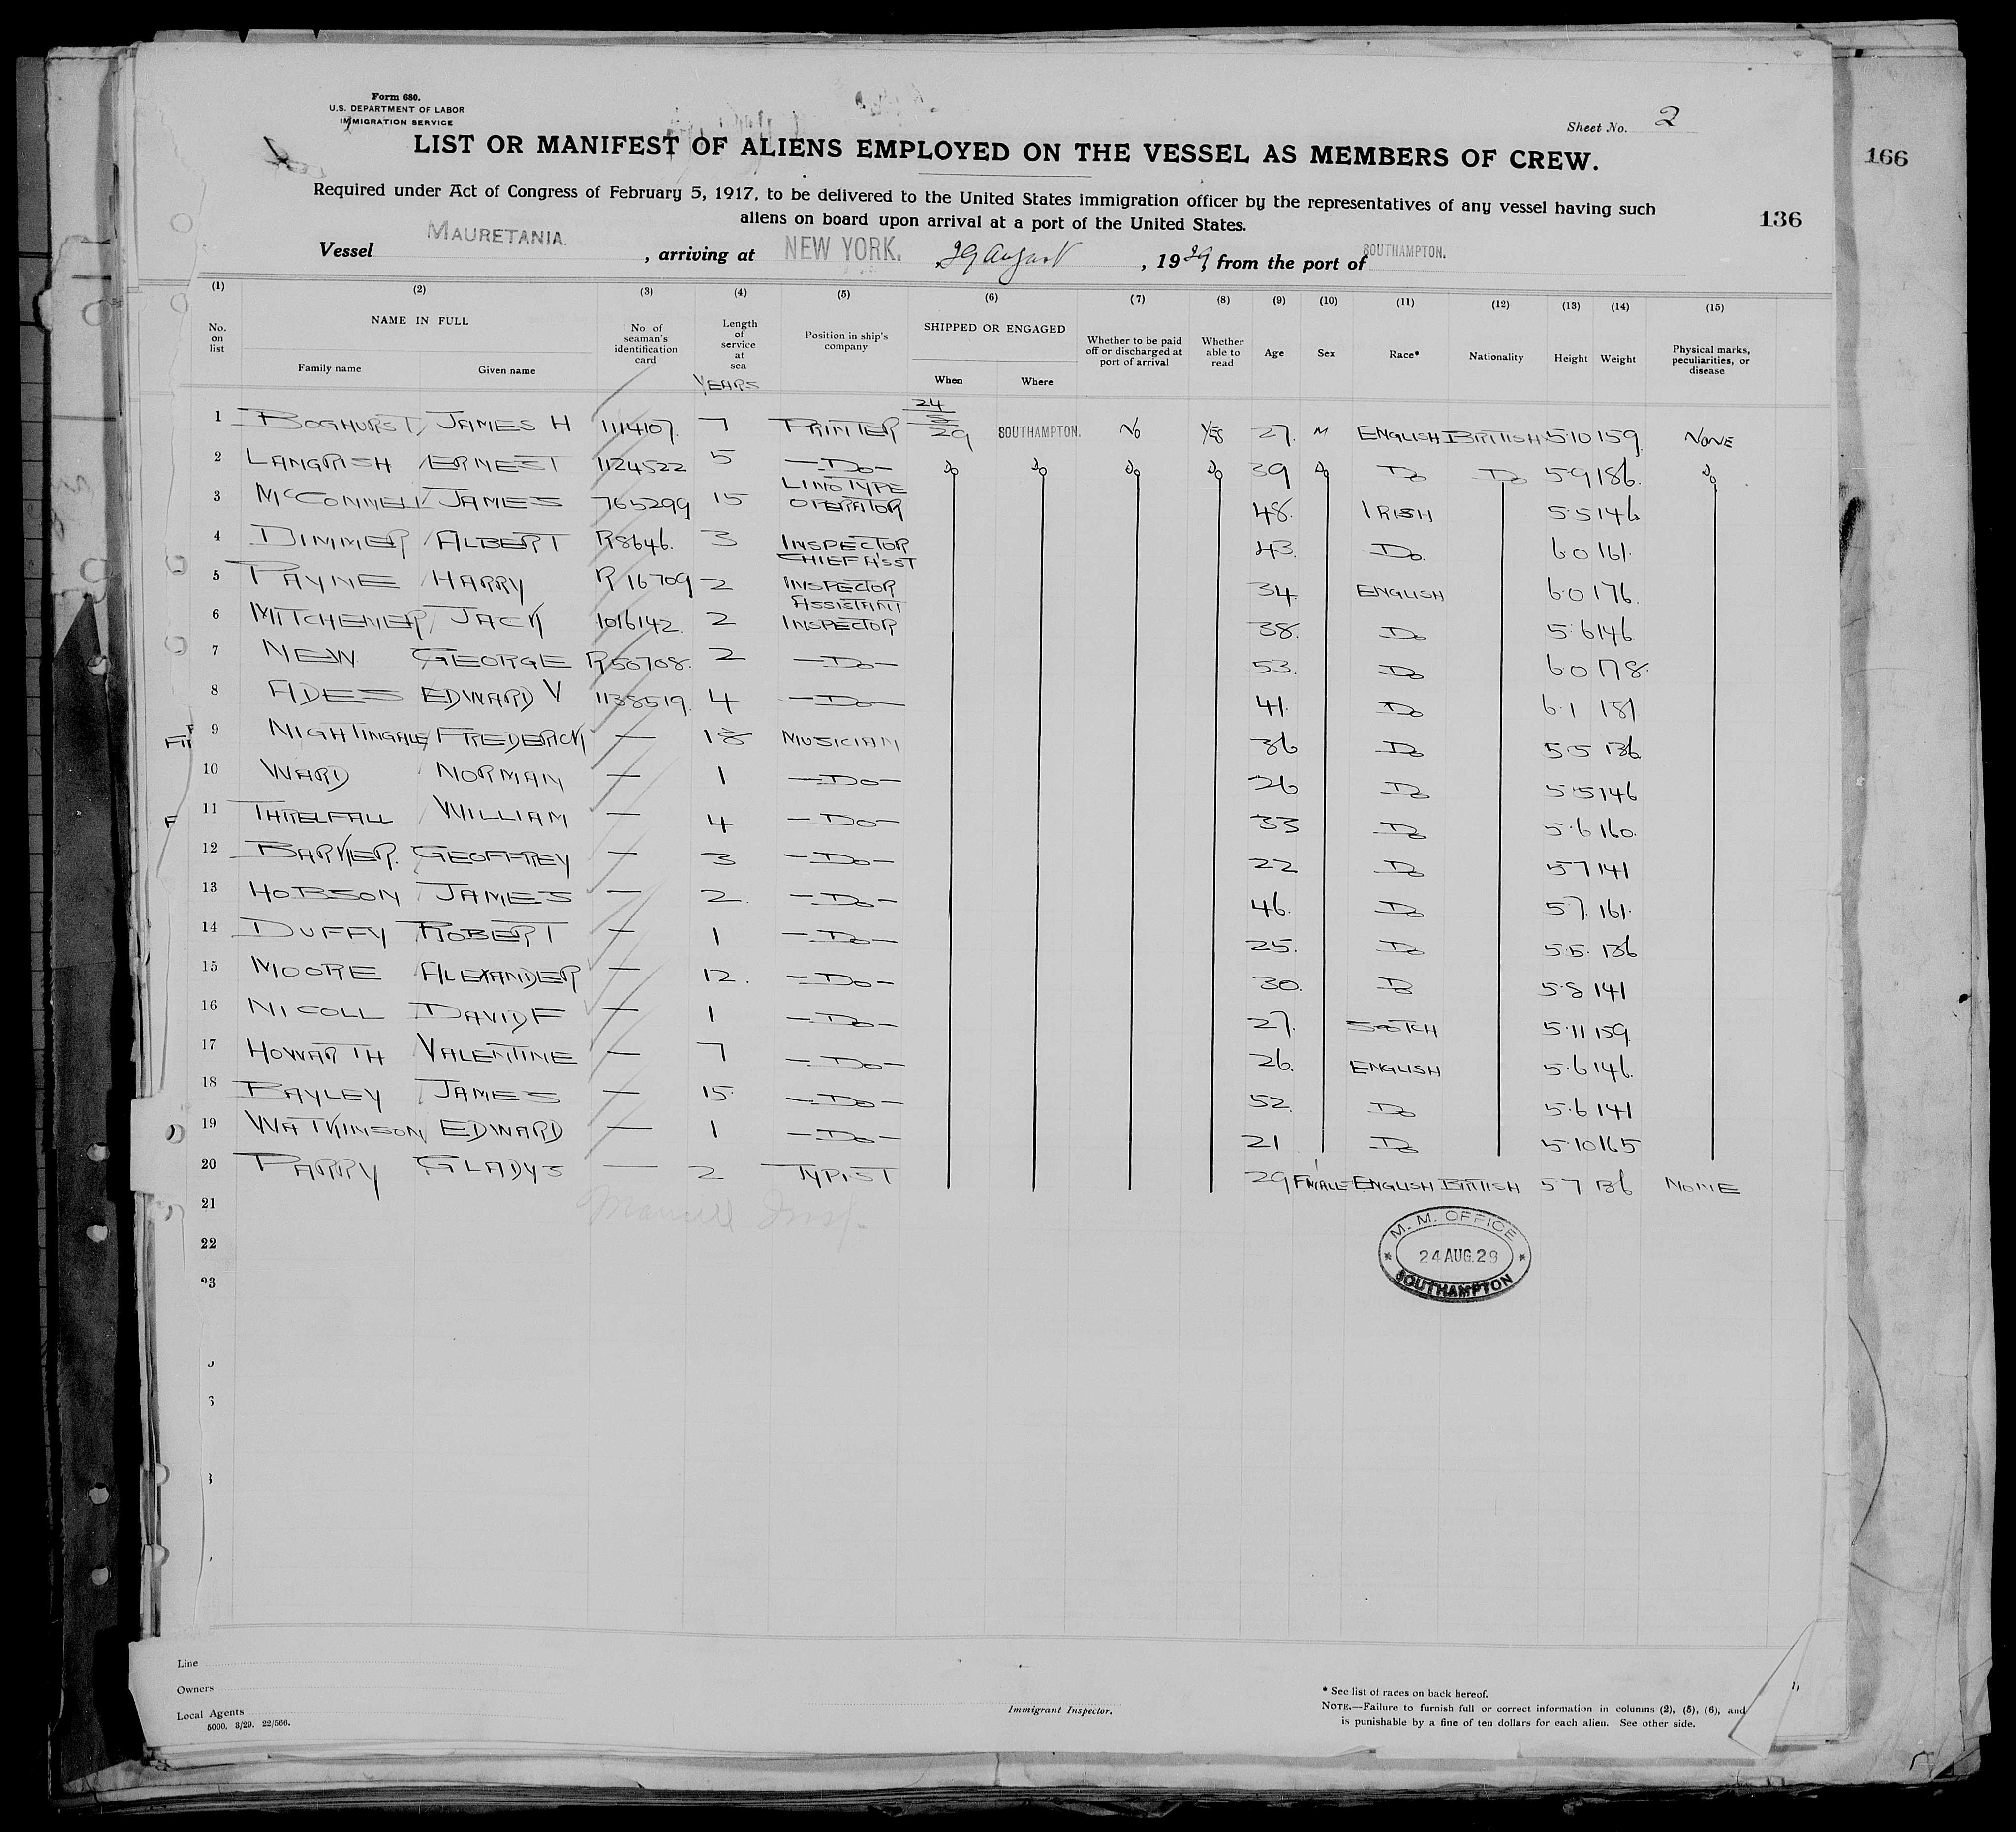 Form 680.
U.S. DEPARTMENT OF LABOR
IMMIGRATION SERVICE
Sheet No. 2
LIST OR MANIFEST OF ALIENS EMPLOYED ON THE VESSEL AS MEMBERS OF CREW.
166
Required under Act of Congress of February 5, 1917, to be delivered to the United States immigration officer by the representatives of any vessel having such
aliens on board upon arrival at a port of the United States.
136
Vessel MAURETANIA. , arriving at NEW YORK. , 29 August , 1929 from the port of SOUTHAMPTON.
(1) (2) (3) (4) (5) (6) (7) (8) (9) (10) (11) (12) (13) (14) (15)
No. on list NAME IN FULL Family name Given name No of seaman's identification card Length of service at sea YEARS Position in ship's company SHIPPED OR ENGAGED When Where Whether to be paid off or discharged at port of arrival Whether able to read Age Sex Race* Nationality Height Weight Physical marks, peculiarities, or disease
1 BOGHURST JAMES H 1114107. 7 PRINTER 24/5/29 SOUTHAMPTON. No YES 27. M ENGLISH BRITISH 5·10 159. NONE
2 LANGRISH ERNEST 1124522 5 —Do— Do Do Do Do 39 Do Do Do 5·9 186. Do
3 McCONNELL JAMES 765299 15 LINOTYPE OPERATOR 48. IRISH 5·5 146
4 DIMMER ALBERT R8646. 3 INSPECTOR 43. Do. 6·0 161.
5 PAYNE HARRY R16709 2 CHIEF ASST INSPECTOR 34. ENGLISH 6·0 176.
6 MITCHENER JACK 1016142. 2 ASSISTANT INSPECTOR 38. Do 5·6 146
7 NEW GEORGE R50708. 2 —Do— 53. Do 6·0 178.
8 ADES EDWARD V 1138519. 4 —Do— 41. Do 6·1 181
9 NIGHTINGALE FREDERICK — 18 MUSICIAN 36 Do 5·5 136
10 WARD NORMAN — 1 —Do— 26 Do 5·5 146
F 11 THRELFALL WILLIAM — 4 —Do— 33 Do 5·6 160.
12 BARKER. GEOFFREY — 3 —Do— 22 Do 5·7 141
13 HOBSON JAMES — 2. —Do— 46. Do 5·7. 161.
14 DUFFY ROBERT — 1 —Do— 25. Do 5·5. 136
15 MOORE ALEXANDER — 12. —Do— 30. Do 5·8 141
16 NICOLL DAVID F — 1 —Do— 27. SCOTCH 5·11 159
17 HOWARTH VALENTINE — 7 —Do— 26. ENGLISH 5·6 146.
18 BAYLEY JAMES — 15. —Do— 52. Do 5·6 141
19 WATKINSON EDWARD — 1 —Do— 21 Do 5·10 165
20 PARRY GLADYS — 2 TYPIST 29 FEMALE ENGLISH BRITISH 5·7. 136 NONE
21
22
23
M. M. OFFICE
24 AUG. 29
SOUTHAMPTON
Line
Owners
Local Agents
5000. 3/29. 22/566.
Immigrant Inspector.
* See list of races on back hereof.
NOTE.—Failure to furnish full or correct information in columns (2), (5), (6), and
is punishable by a fine of ten dollars for each alien. See other side.